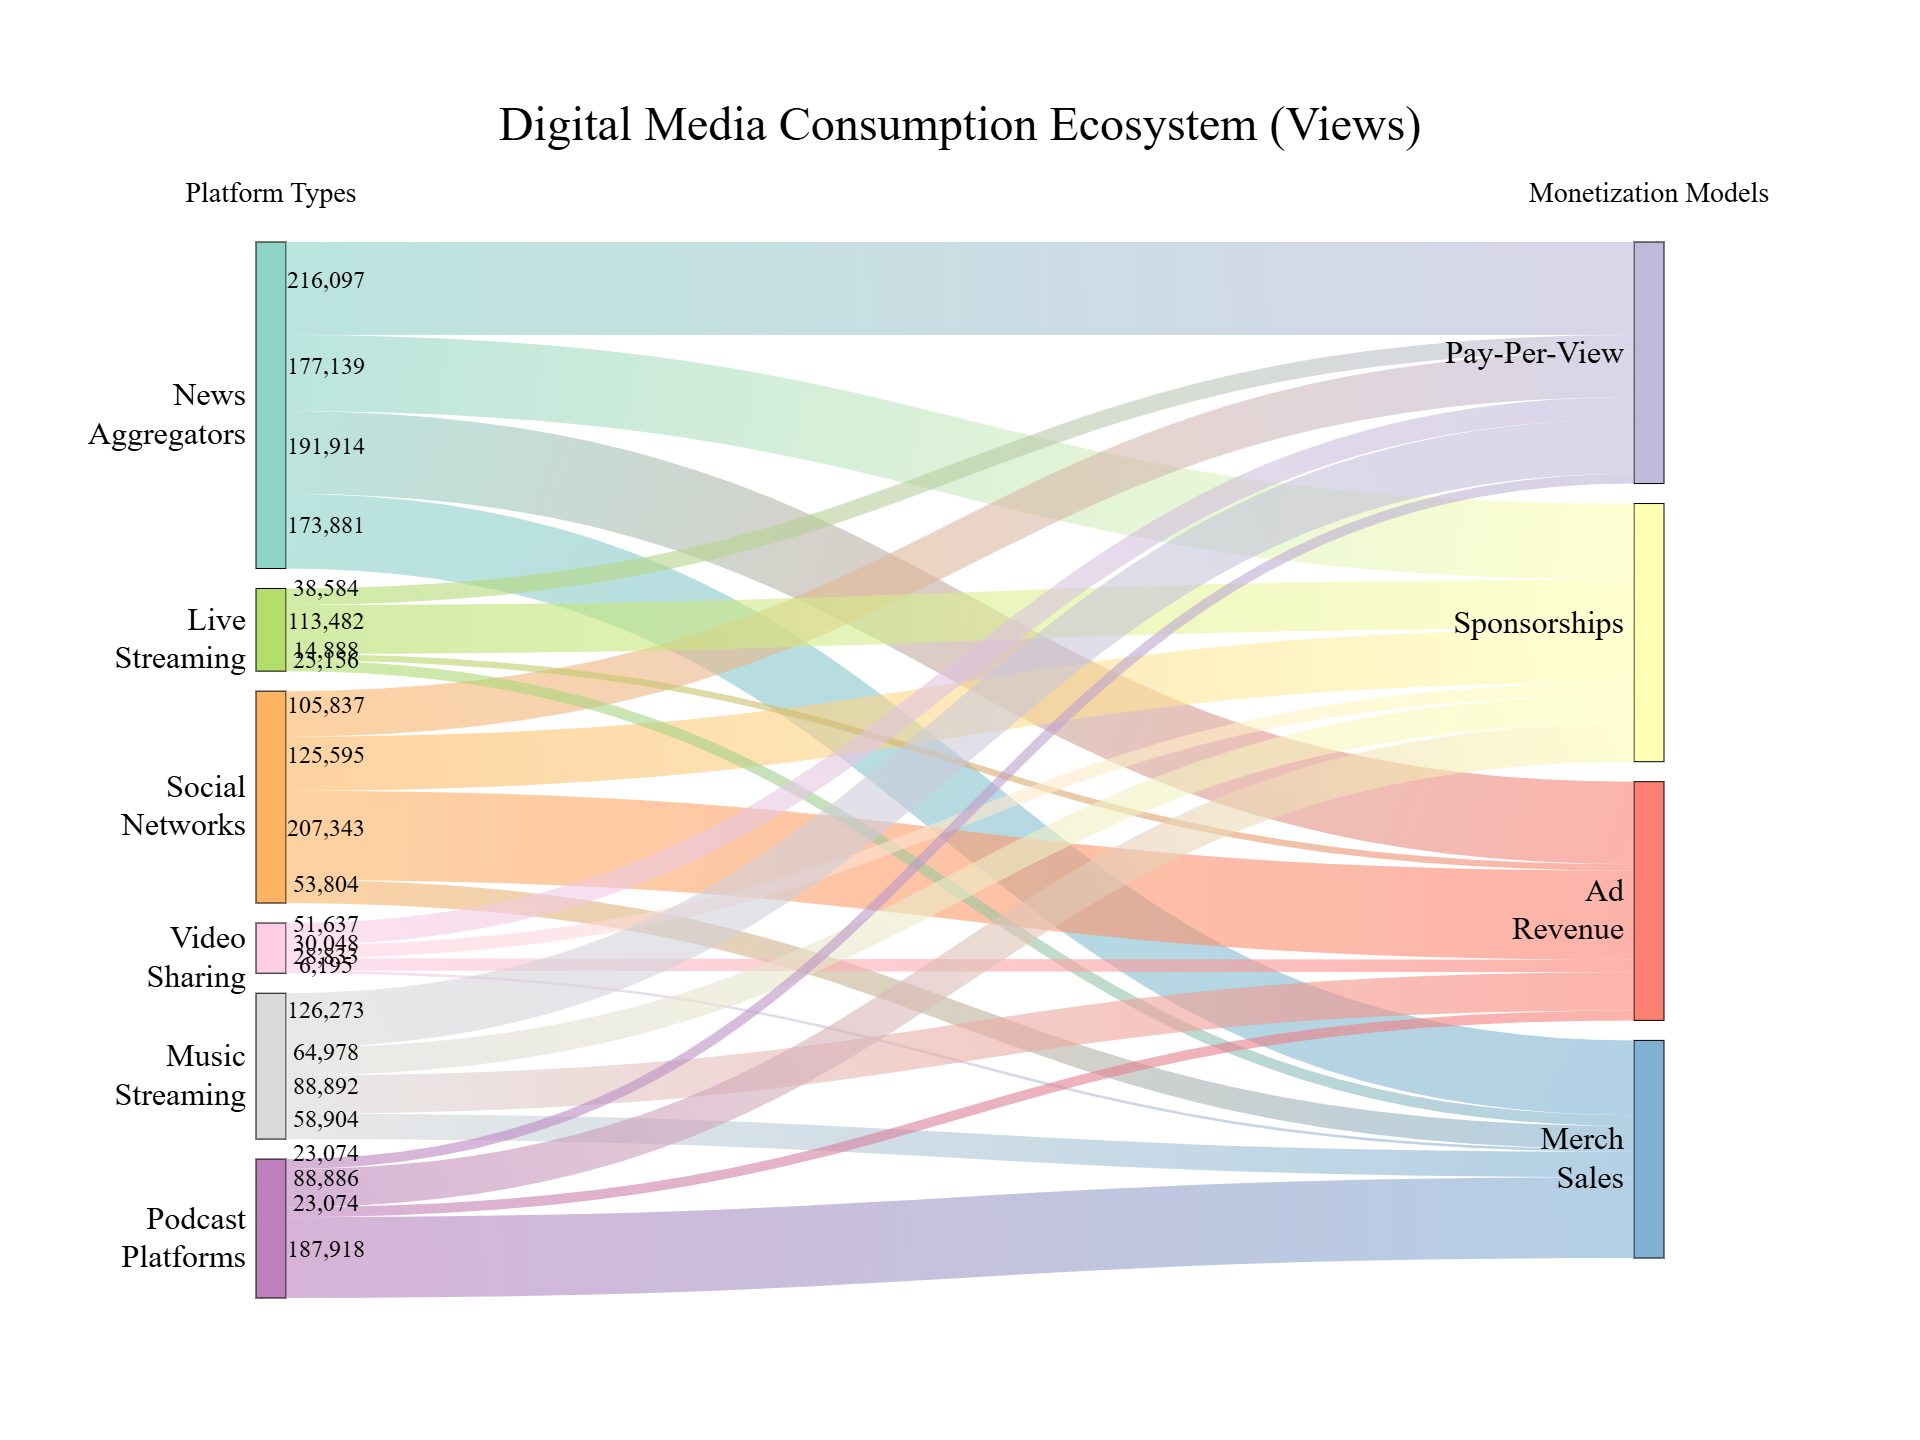 Digital Media Consumption Ecosystem (Views)
Platform Types
Monetization Models
216,097
177,139
News
Aggregators
191,914
173,881
38,584
Live
Streaming
113,482
14,888
25,156
105,837
125,595
Social
Networks
207,343
53,804
51,637
Video
Sharing
30,048
6,195
126,273
Music
Streaming
64,978
88,892
58,904
23,074
88,886
23,074
Podcast
Platforms
187,918
Pay-Per-View
Sponsorships
Ad
Revenue
Merch
Sales